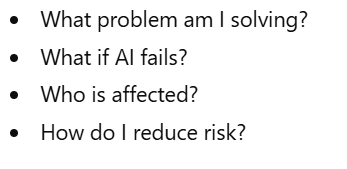 • What problem am I solving?
• What if AI fails?
• Who is affected?
• How do I reduce risk?